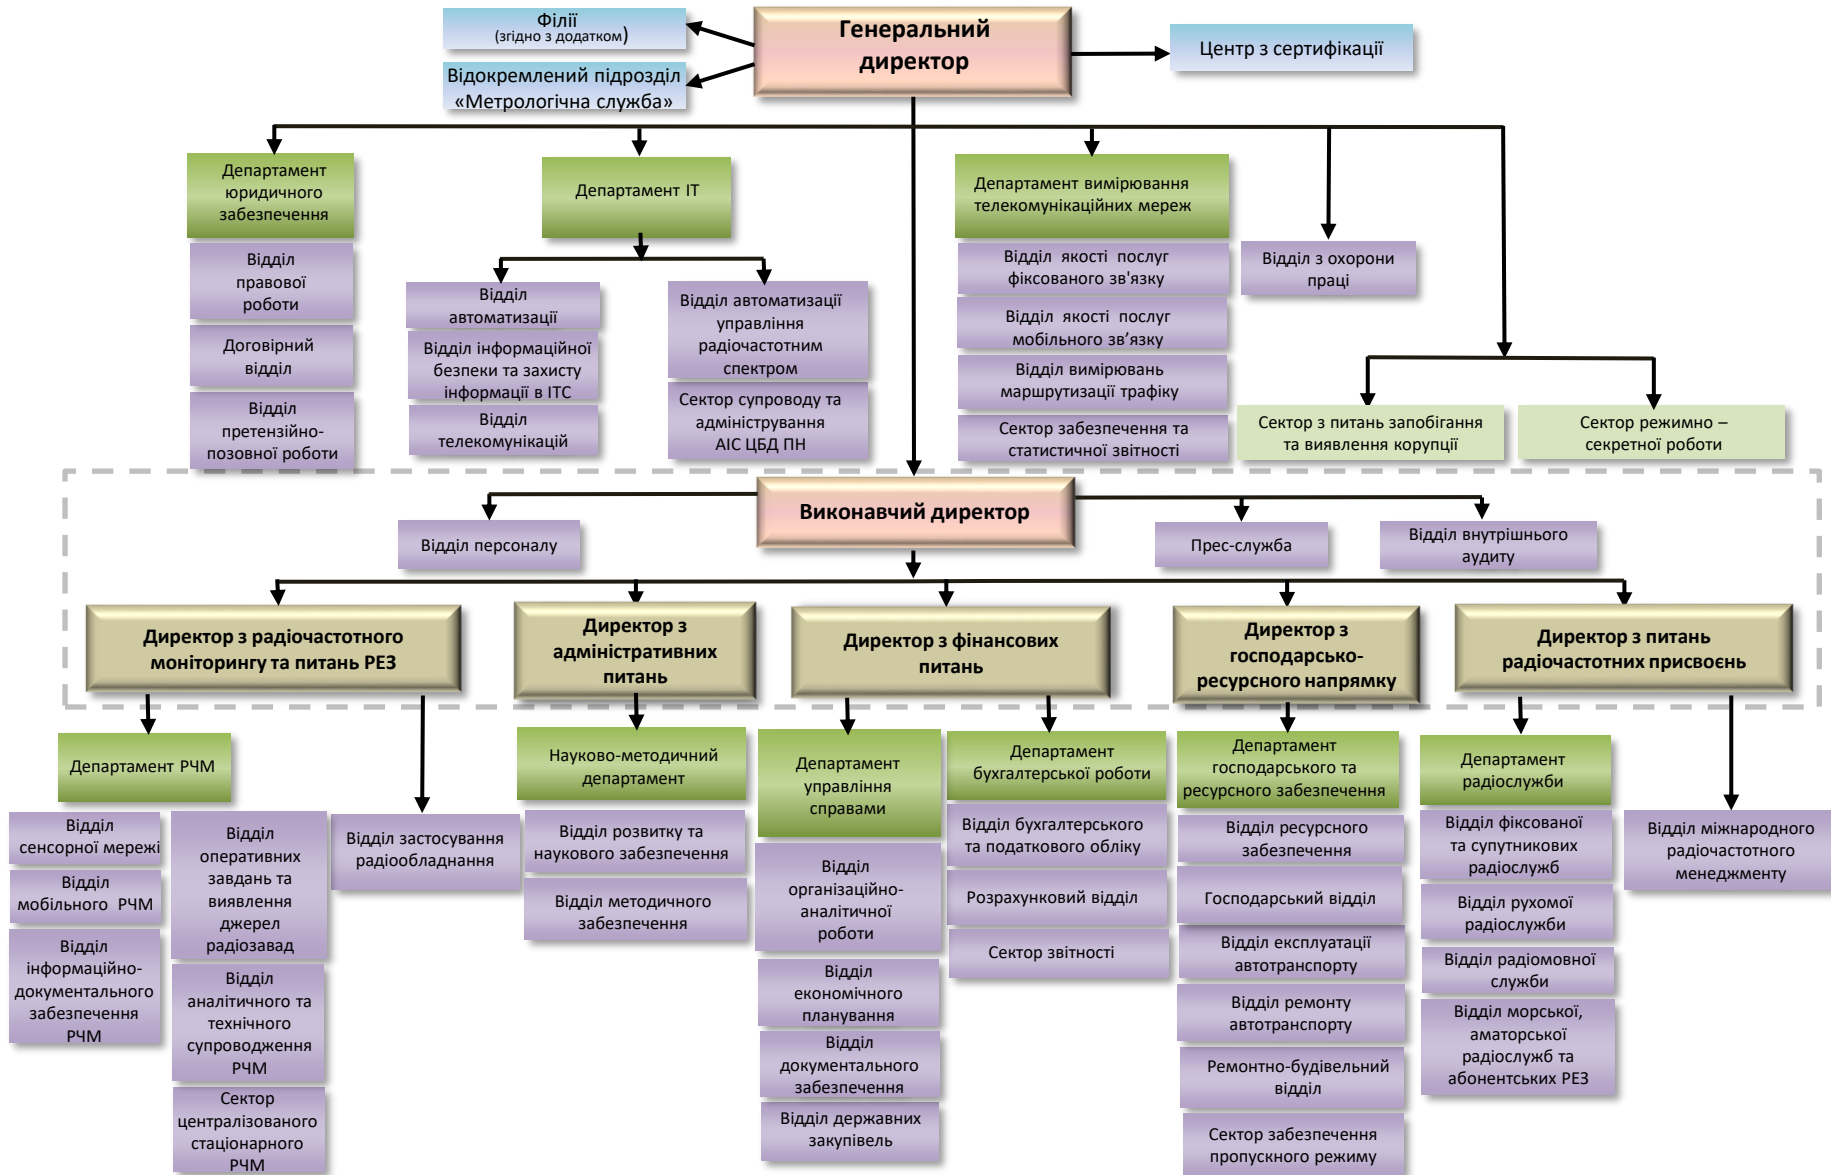 Філії
(згідно з додатком)
Відокремлений підрозділ
«Метрологічна служба»
Генеральний
директор
Центр з сертифікації
Департамент
юридичного
забезпечення
Відділ
правової
роботи
Договірний
відділ
Відділ
претензійно-
позовної роботи
Департамент ІТ
Відділ
автоматизації
Відділ інформаційної
безпеки та захисту
інформації в ІТС
Відділ
телекомунікацій
Відділ автоматизації
управління
радіочастотним
спектром
Сектор супроводу та
адміністрування
АІС ЦБД ПН
Департамент вимірювання
телекомунікаційних мереж
Відділ якості послуг
фіксованого зв'язку
Відділ якості послуг
мобільного зв’язку
Відділ вимірювань
маршрутизації трафіку
Сектор забезпечення та
статистичної звітності
Відділ з охорони
праці
Сектор з питань запобігання
та виявлення корупції
Сектор режимно –
секретної роботи
Виконавчий директор
Відділ персоналу
Прес-служба
Відділ внутрішнього
аудиту
Директор з радіочастотного
моніторингу та питань РЕЗ
Директор з
адміністративних
питань
Директор з фінансових
питань
Директор з
господарсько-
ресурсного напрямку
Директор з питань
радіочастотних присвоєнь
Департамент РЧМ
Відділ
сенсорної мережі
Відділ
мобільного РЧМ
Відділ
інформаційно-
документального
забезпечення
РЧМ
Відділ
оперативних
завдань та
виявлення
джерел
радіозавад
Відділ
аналітичного та
технічного
супроводження
РЧМ
Сектор
централізованого
стаціонарного
РЧМ
Відділ застосування
радіообладнання
Науково-методичний
департамент
Відділ розвитку та
наукового забезпечення
Відділ методичного
забезпечення
Департамент
управління
справами
Відділ
організаційно-
аналітичної
роботи
Відділ
економічного
планування
Відділ
документального
забезпечення
Відділ державних
закупівель
Департамент
бухгалтерської роботи
Відділ бухгалтерського
та податкового обліку
Розрахунковий відділ
Сектор звітності
Департамент
господарського та
ресурсного забезпечення
Відділ ресурсного
забезпечення
Господарський відділ
Відділ експлуатації
автотранспорту
Відділ ремонту
автотранспорту
Ремонтно-будівельний
відділ
Сектор забезпечення
пропускного режиму
Департамент
радіослужби
Відділ фіксованої
та супутникових
радіослужб
Відділ рухомої
радіослужби
Відділ радіомовної
служби
Відділ морської,
аматорської
радіослужб та
абонентських РЕЗ
Відділ міжнародного
радіочастотного
менеджменту